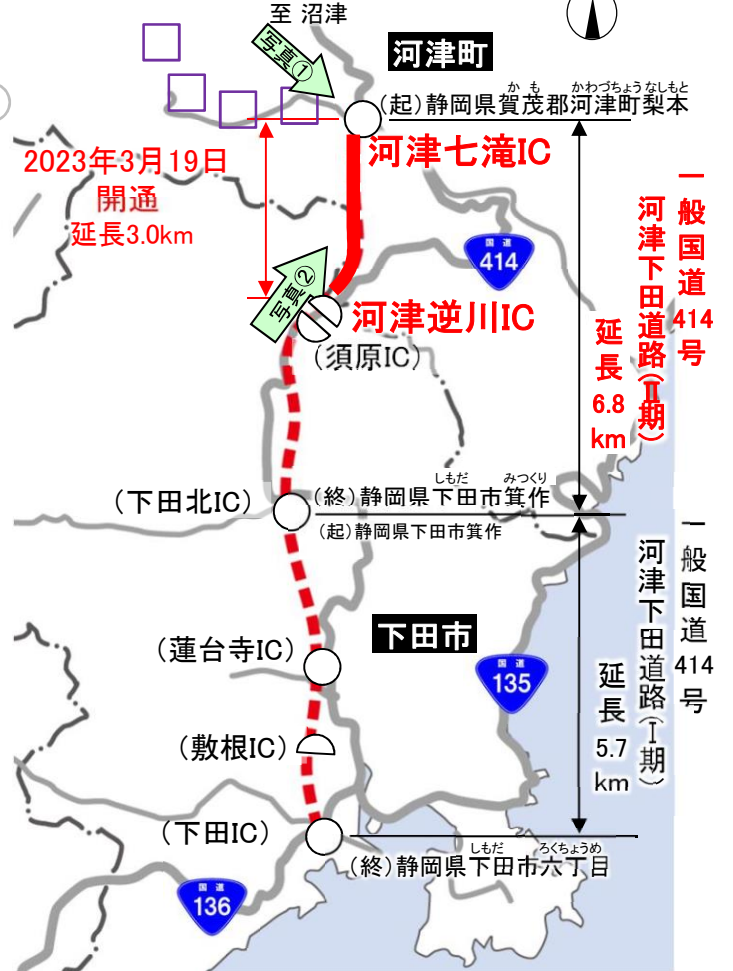 至 沼津
写真①
河津町
かも かわづちょうなしもと
(起)静岡県賀茂郡河津町梨本
河津七滝IC
2023年3月19日
開通
延長3.0km
国道
414
写真②
河津逆川IC
(須原IC)
一般国道414号
河津下田道路(Ⅱ期)
延長6.8km
しもだ みつくり
(下田北IC)
(終)静岡県下田市箕作
(起)静岡県下田市箕作
一般国道414号
河津下田道路(Ⅰ期)
延長5.7km
下田市
(蓮台寺IC)
国道
135
(敷根IC)
(下田IC)
しもだ ろくちょうめ
(終)静岡県下田市六丁目
国道
136